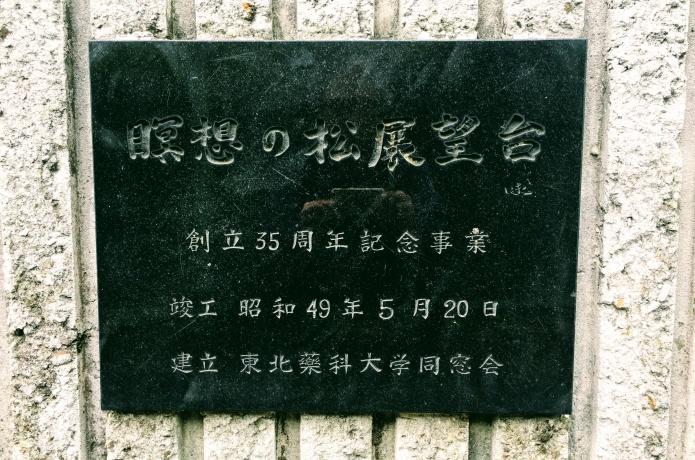 瞑想の松展望台
創立35周年記念事業
竣工 昭和49年5月20日
建立 東北薬科大学同窓会